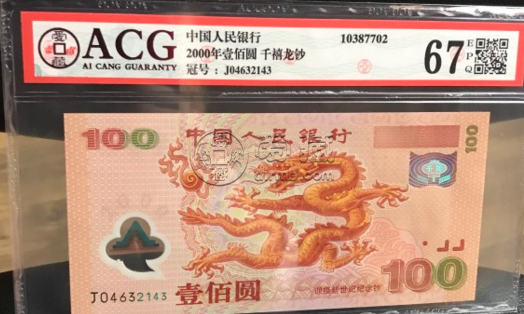 ACG
AI CANG GUARANTY
中国人民银行
10387702
2000年壹佰圆 千禧龙钞
冠号：J04632143
67
EPQ
100
中国人民银行
100
J04632143
壹佰圆
迎接新世纪纪念钞
100